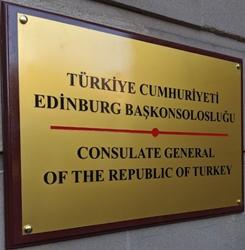 TÜRKİYE CUMHURİYETİ
EDİNBURG BAŞKONSOLOSLUĞU
CONSULATE GENERAL
OF THE REPUBLIC OF TURKEY